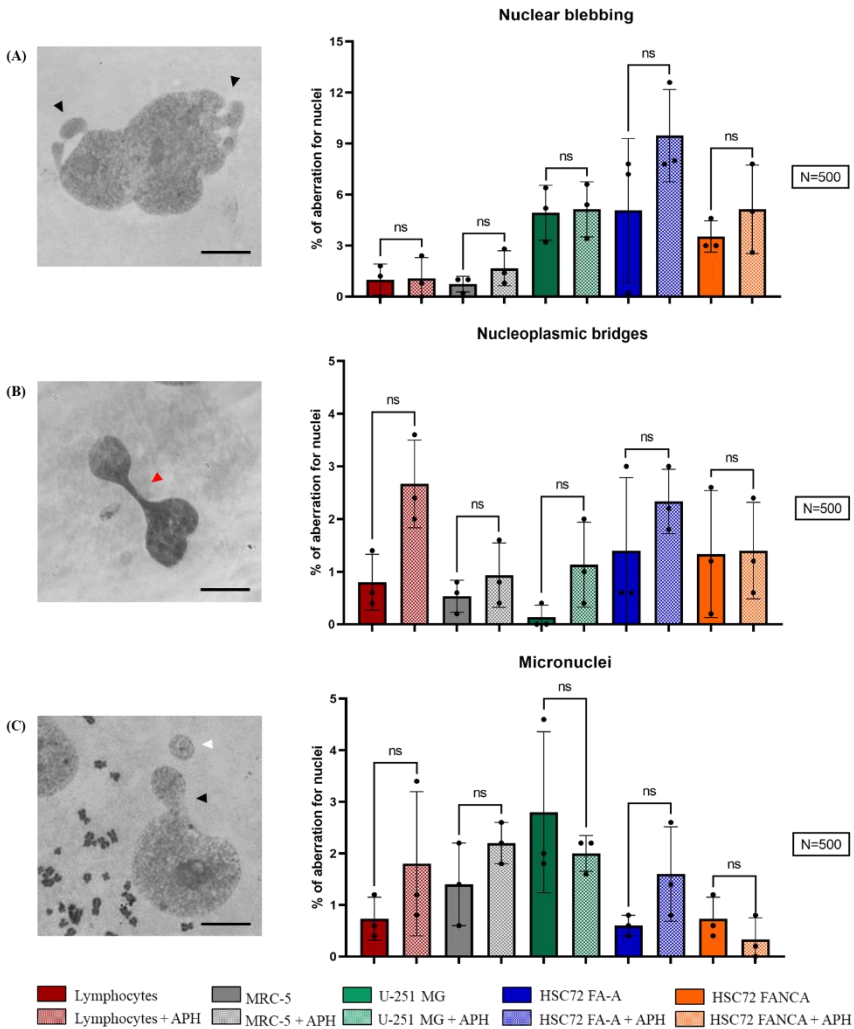 Nuclear blebbing
(A)
15
12
9
6
3
0
% of aberration for nuclei
ns
ns
ns
ns
ns
N=500
Nucleoplasmic bridges
(B)
5
4
3
2
1
0
% of aberration for nuclei
ns
ns
ns
ns
ns
N=500
Micronuclei
(C)
5
4
3
2
1
0
% of aberration for nuclei
ns
ns
ns
ns
ns
N=500
Lymphocytes
MRC-5
U-251 MG
HSC72 FA-A
HSC72 FANCA
Lymphocytes + APH
MRC-5 + APH
U-251 MG + APH
HSC72 FA-A + APH
HSC72 FANCA + APH